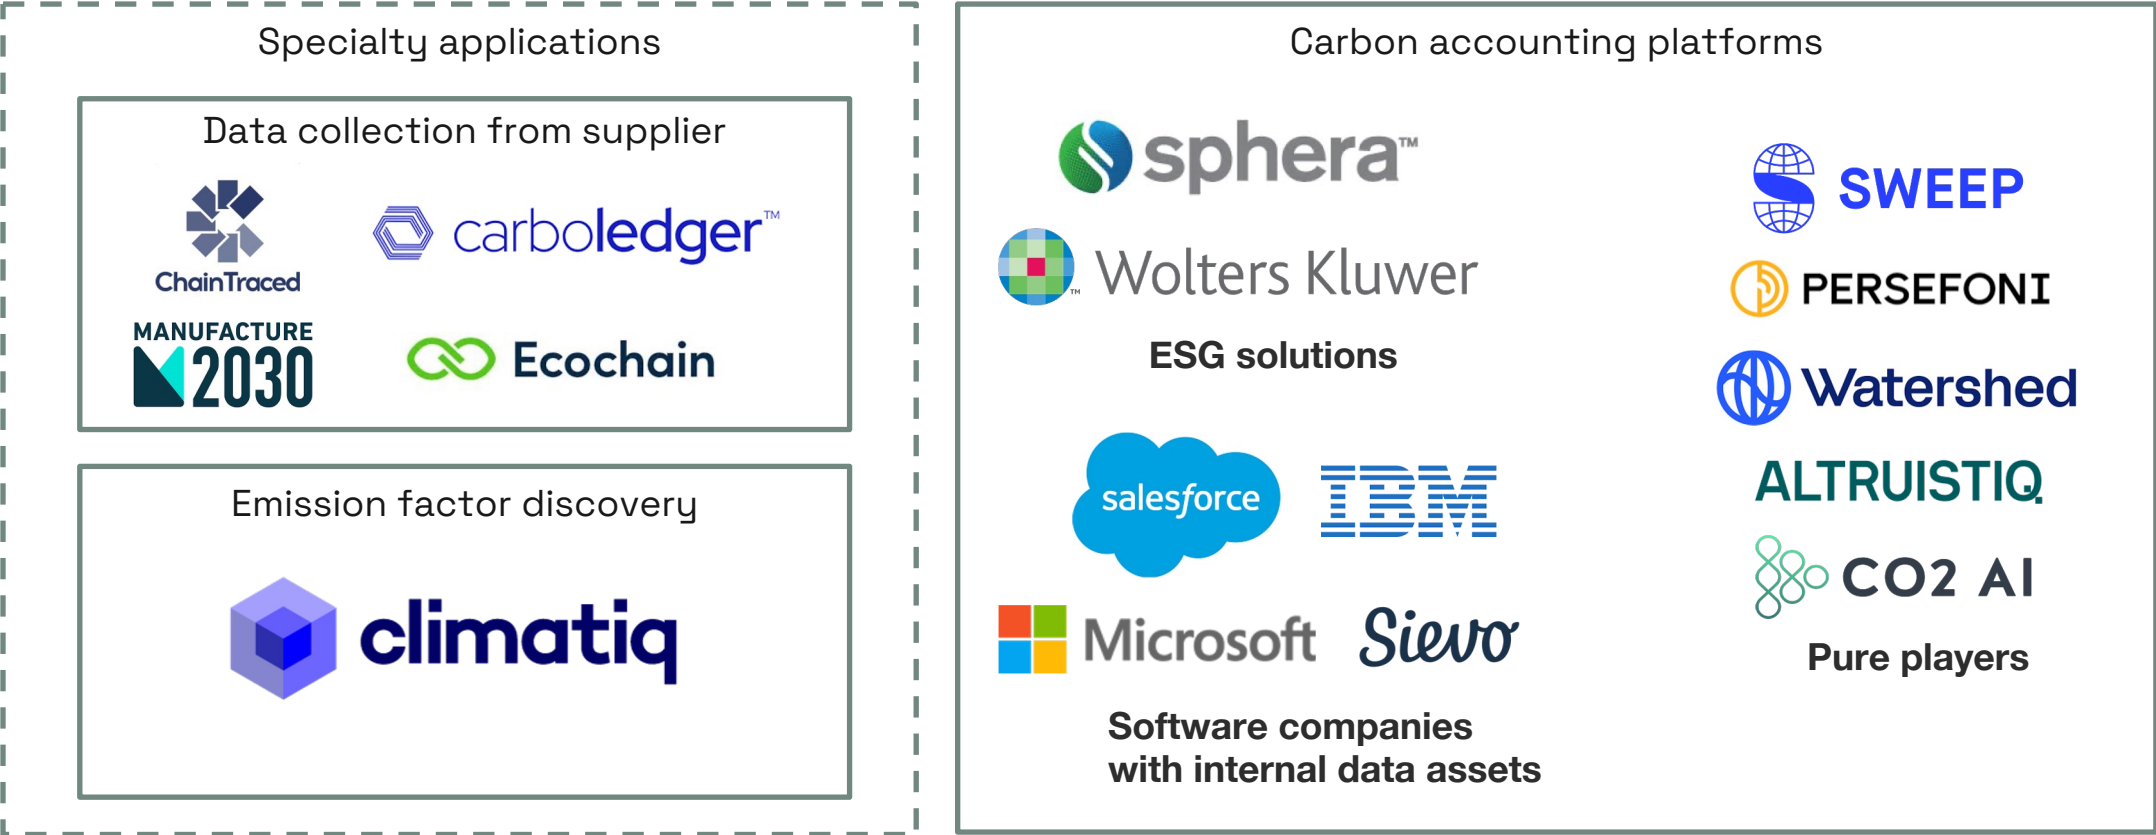 Specialty applications
Data collection from supplier
ChainTraced
carboledger™
MANUFACTURE
2030
Ecochain
Emission factor discovery
climatiq
Carbon accounting platforms
sphera™
Wolters Kluwer
™
ESG solutions
salesforce
IBM
Microsoft
Sievo
Software companies
with internal data assets
SWEEP
PERSEFONI
Watershed
ALTRUISTIQ
CO2 AI
Pure players